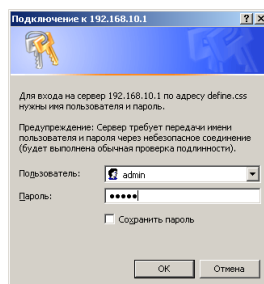 Подключение к 192.168.10.1
Для входа на сервер 192.168.10.1 по адресу define.css
нужны имя пользователя и пароль.
Предупреждение: Сервер требует передачи имени
пользователя и пароля через небезопасное соединение
(будет выполнена обычная проверка подлинности).
Пользователь:
admin
Пароль:
●●●●●
Сохранить пароль
ОК
Отмена